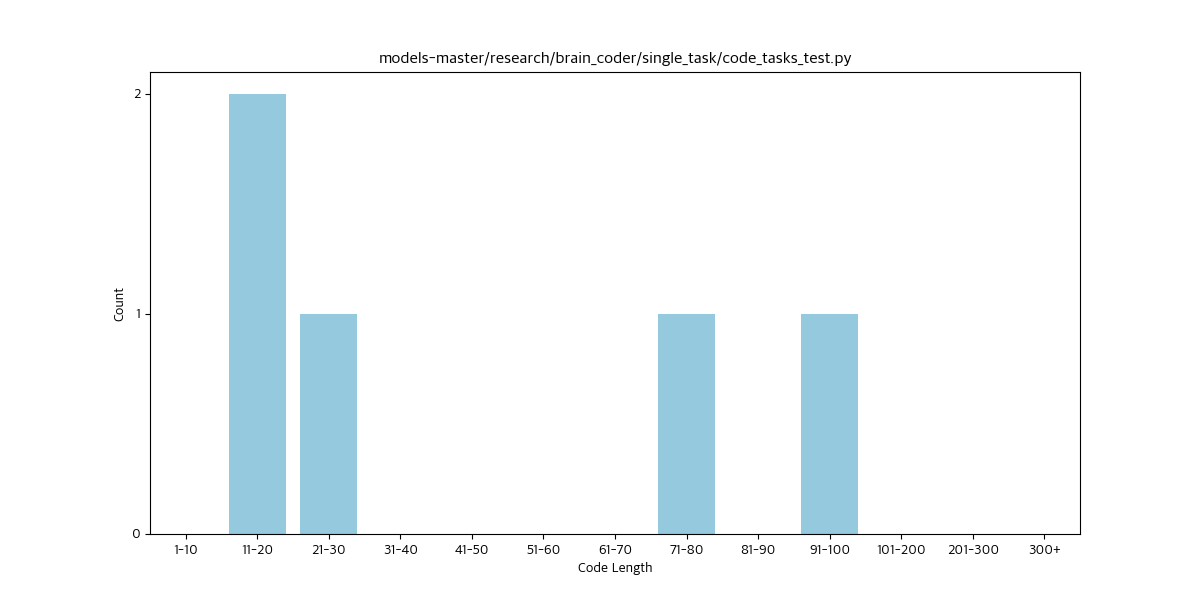 models-master/research/brain_coder/single_task/code_tasks_test.py
Count
2
1
0
1-10 11-20 21-30 31-40 41-50 51-60 61-70 71-80 81-90 91-100 101-200 201-300 300+
Code Length